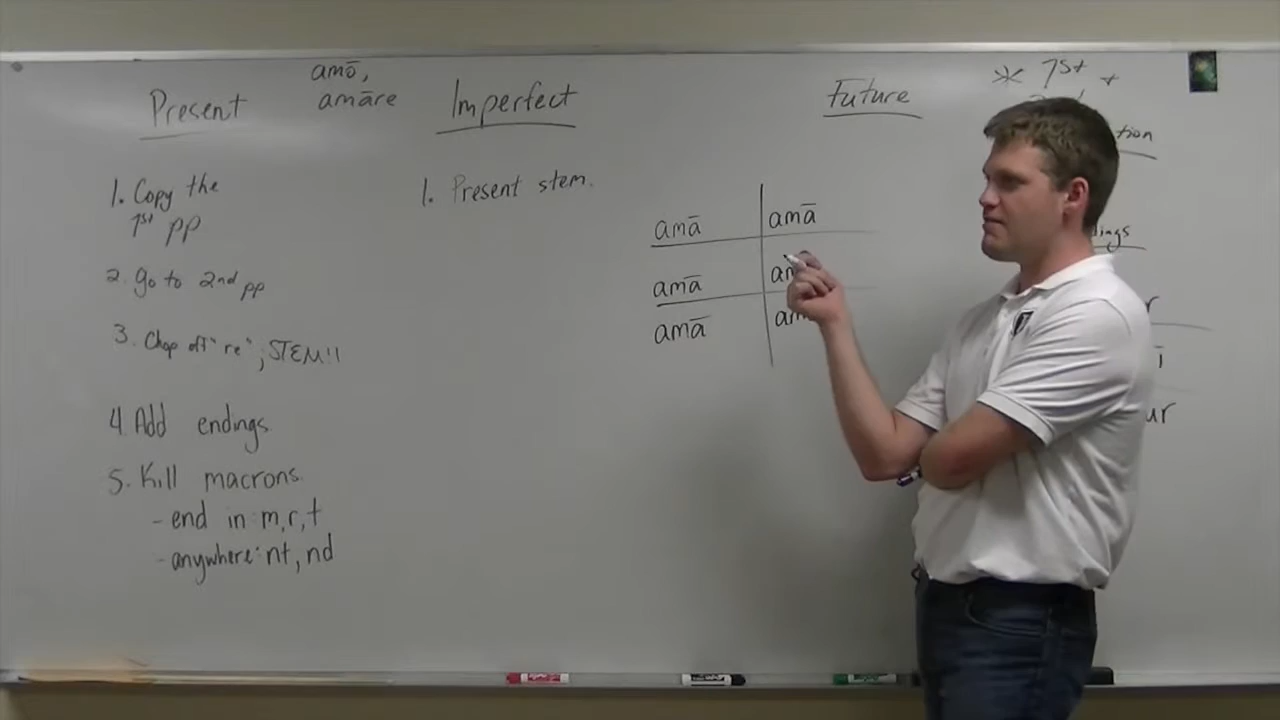 Present
amō,
amāre
1. Copy the
1st pp
2. Go to 2nd pp
3. Chop off "re"; STEM!!
4. Add endings.
5. Kill macrons.
- end in: m, r, t
- anywhere: nt, nd
Imperfect
1. Present stem.
amā amā
amā
amā
Future
* 1st +